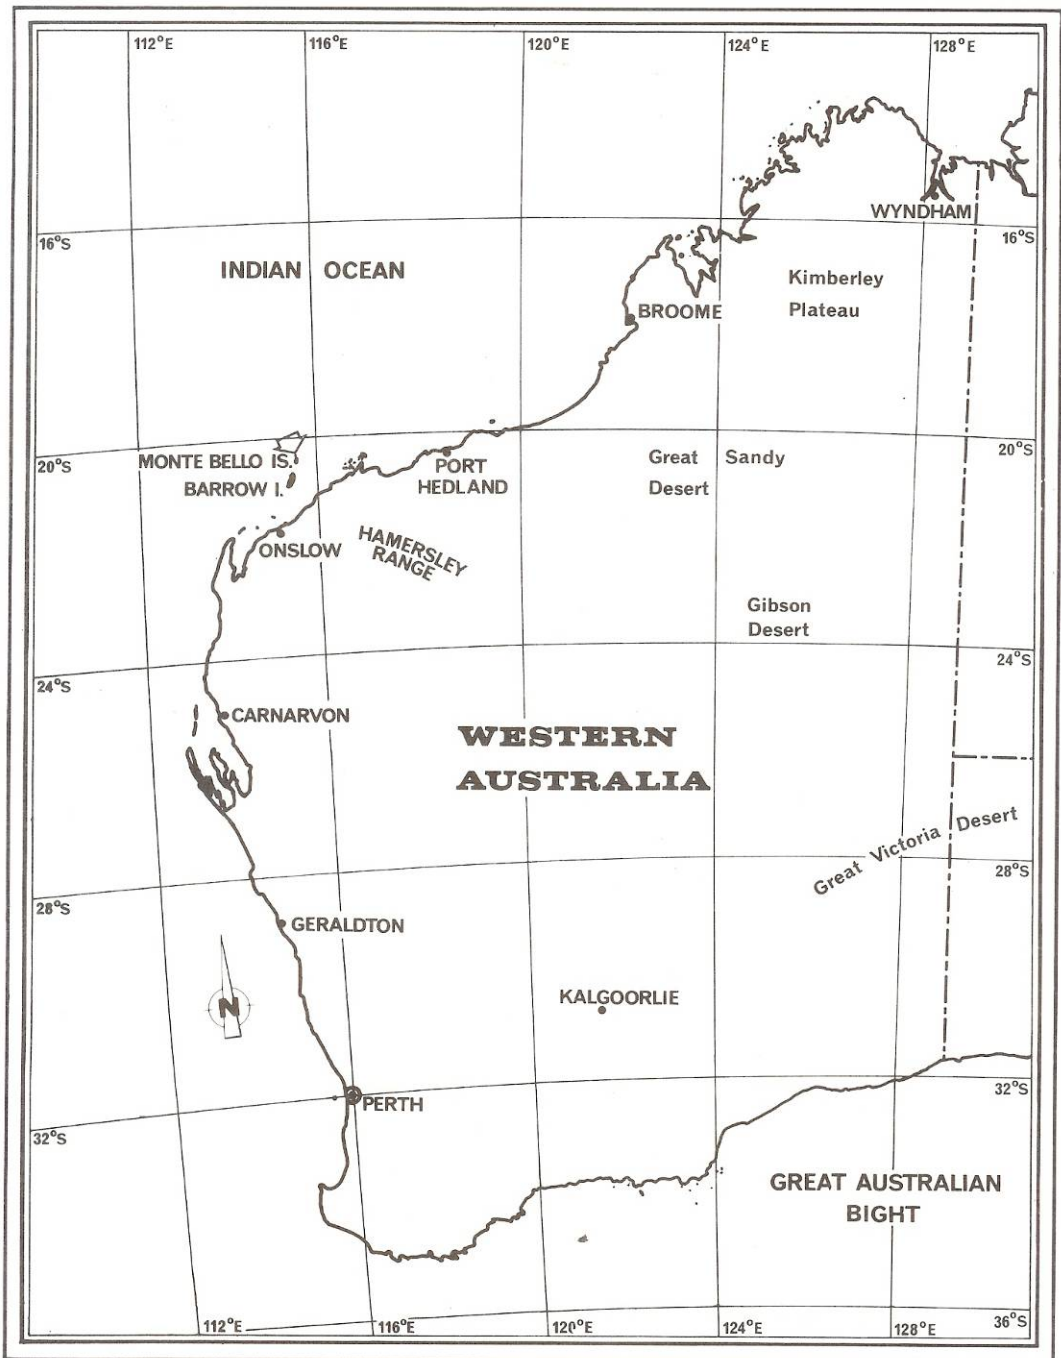 112°E
116°E
120°E
124°E
128°E
WYNDHAM
16°S
16°S
INDIAN OCEAN
Kimberley
Plateau
BROOME
20°S
20°S
MONTE BELLO IS.
BARROW I.
PORT
HEDLAND
Great Sandy
Desert
ONSLOW
HAMERSLEY
RANGE
Gibson
Desert
24°S
24°S
CARNARVON
WESTERN
AUSTRALIA
Great Victoria Desert
28°S
28°S
GERALDTON
N
KALGOORLIE
PERTH
32°S
32°S
GREAT AUSTRALIAN
BIGHT
112°E
116°E
120°E
124°E
128°E
36°S